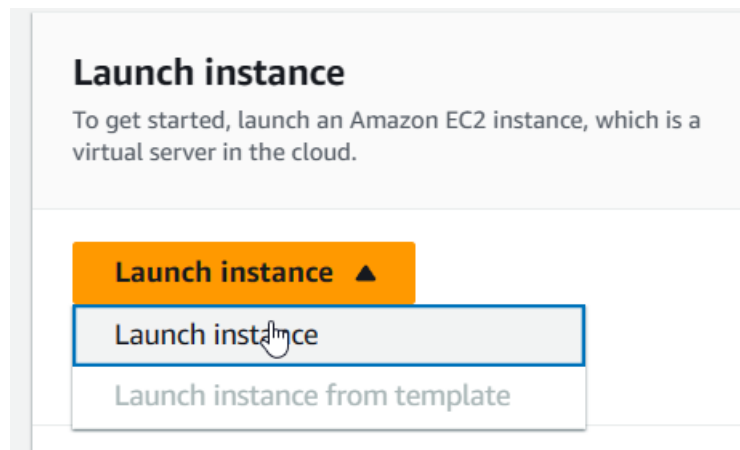 Launch instance
To get started, launch an Amazon EC2 instance, which is a
virtual server in the cloud.
Launch instance
Launch instance
Launch instance from template